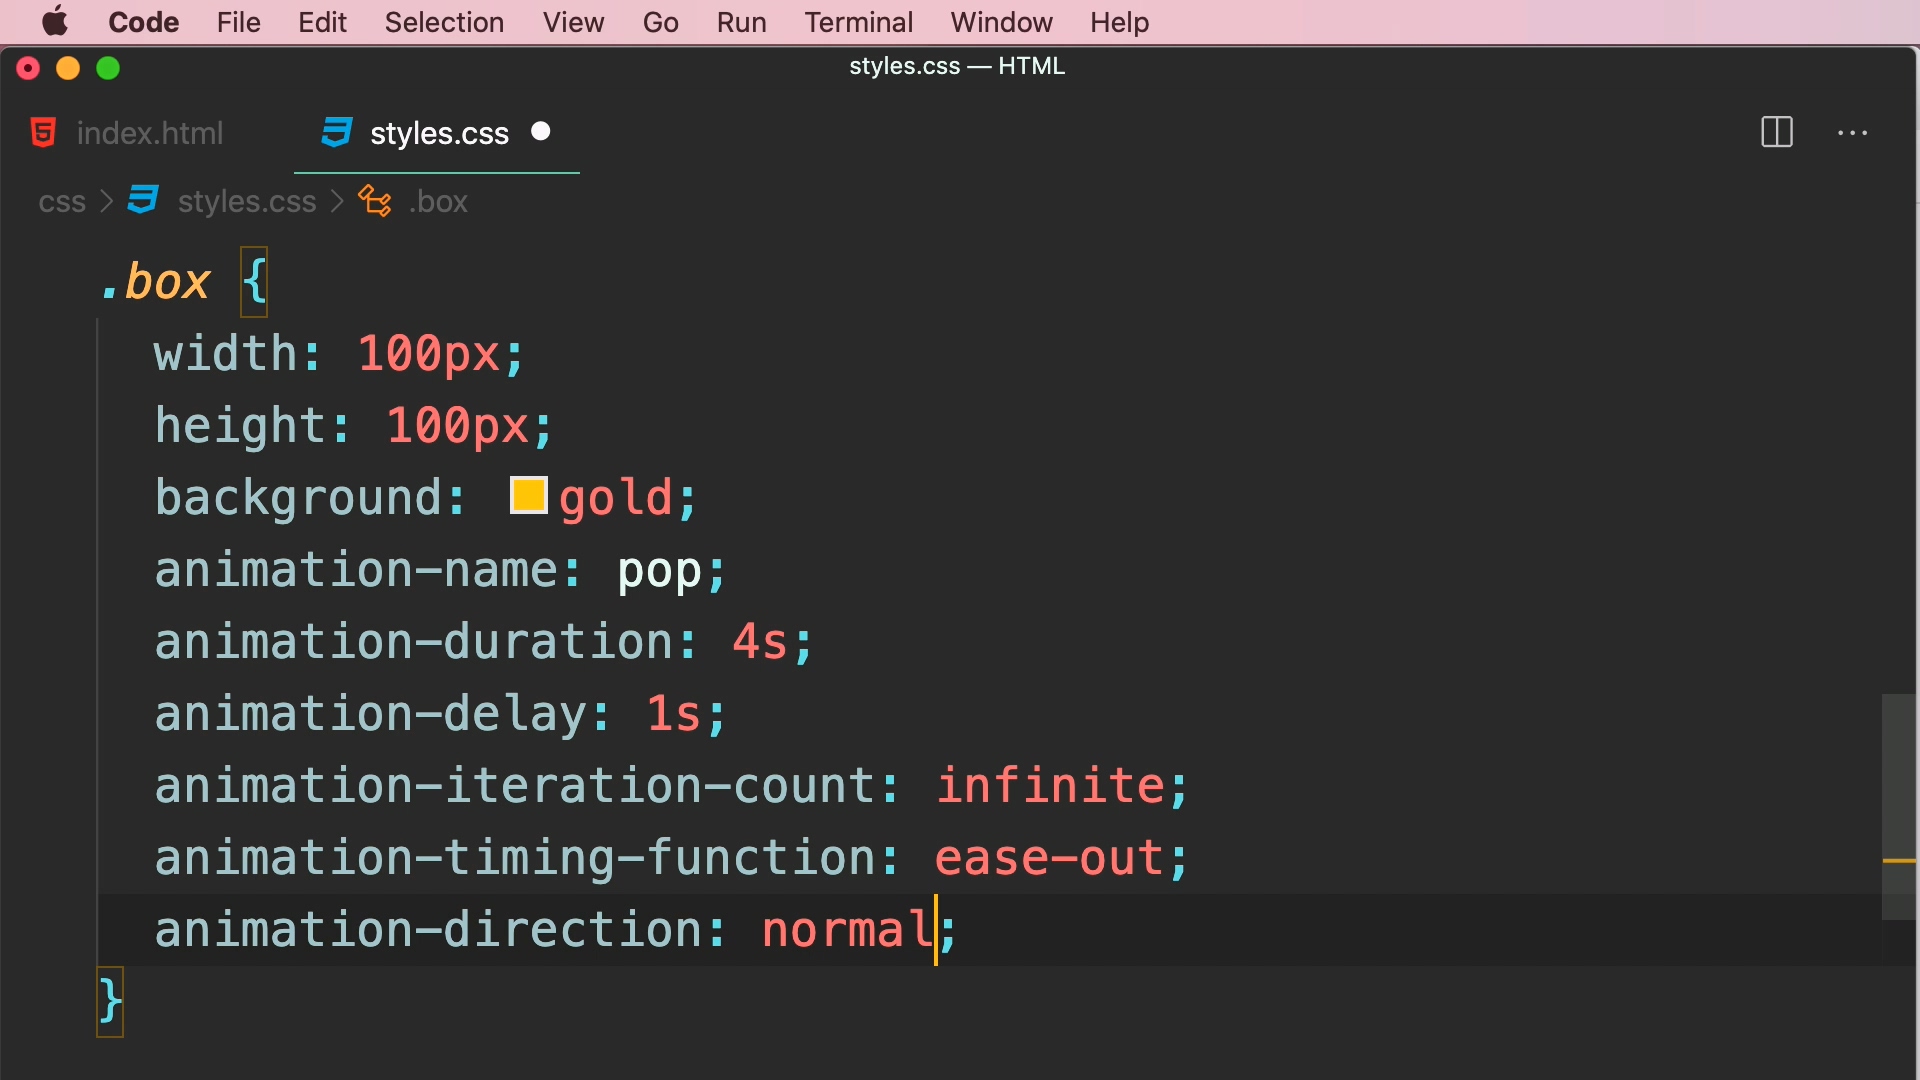 Code File Edit Selection View Go Run Terminal Window Help
styles.css — HTML
index.html styles.css
css > styles.css > .box
.box {
width: 100px;
height: 100px;
background: gold;
animation-name: pop;
animation-duration: 4s;
animation-delay: 1s;
animation-iteration-count: infinite;
animation-timing-function: ease-out;
animation-direction: normal;
}